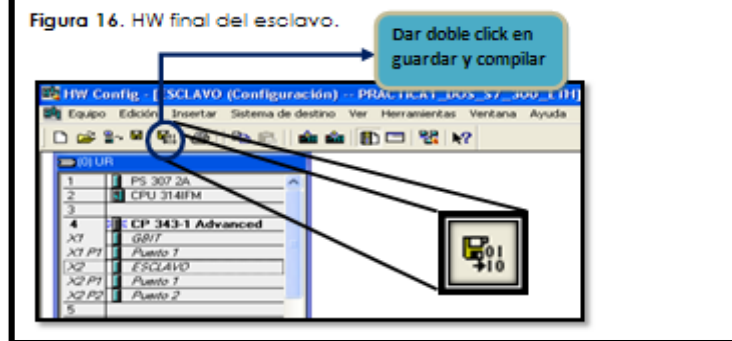 Figura 16. HW final del esclavo.
Dar doble click en
guardar y compilar
HW Config - [ESCLAVO (Configuración) -- PRACTICA1_DOS_S7_300_ETH]
Equipo Edición Insertar Sistema de destino Ver Herramientas Ventana Ayuda
(0) UR
1 PS 307 2A
2 CPU 314IFM
3
4 CP 343-1 Advanced
X1 GBIT
X1 P1 Puerto 1
X2 ESCLAVO
X2 P1 Puerto 1
X2 P2 Puerto 2
5
01
10